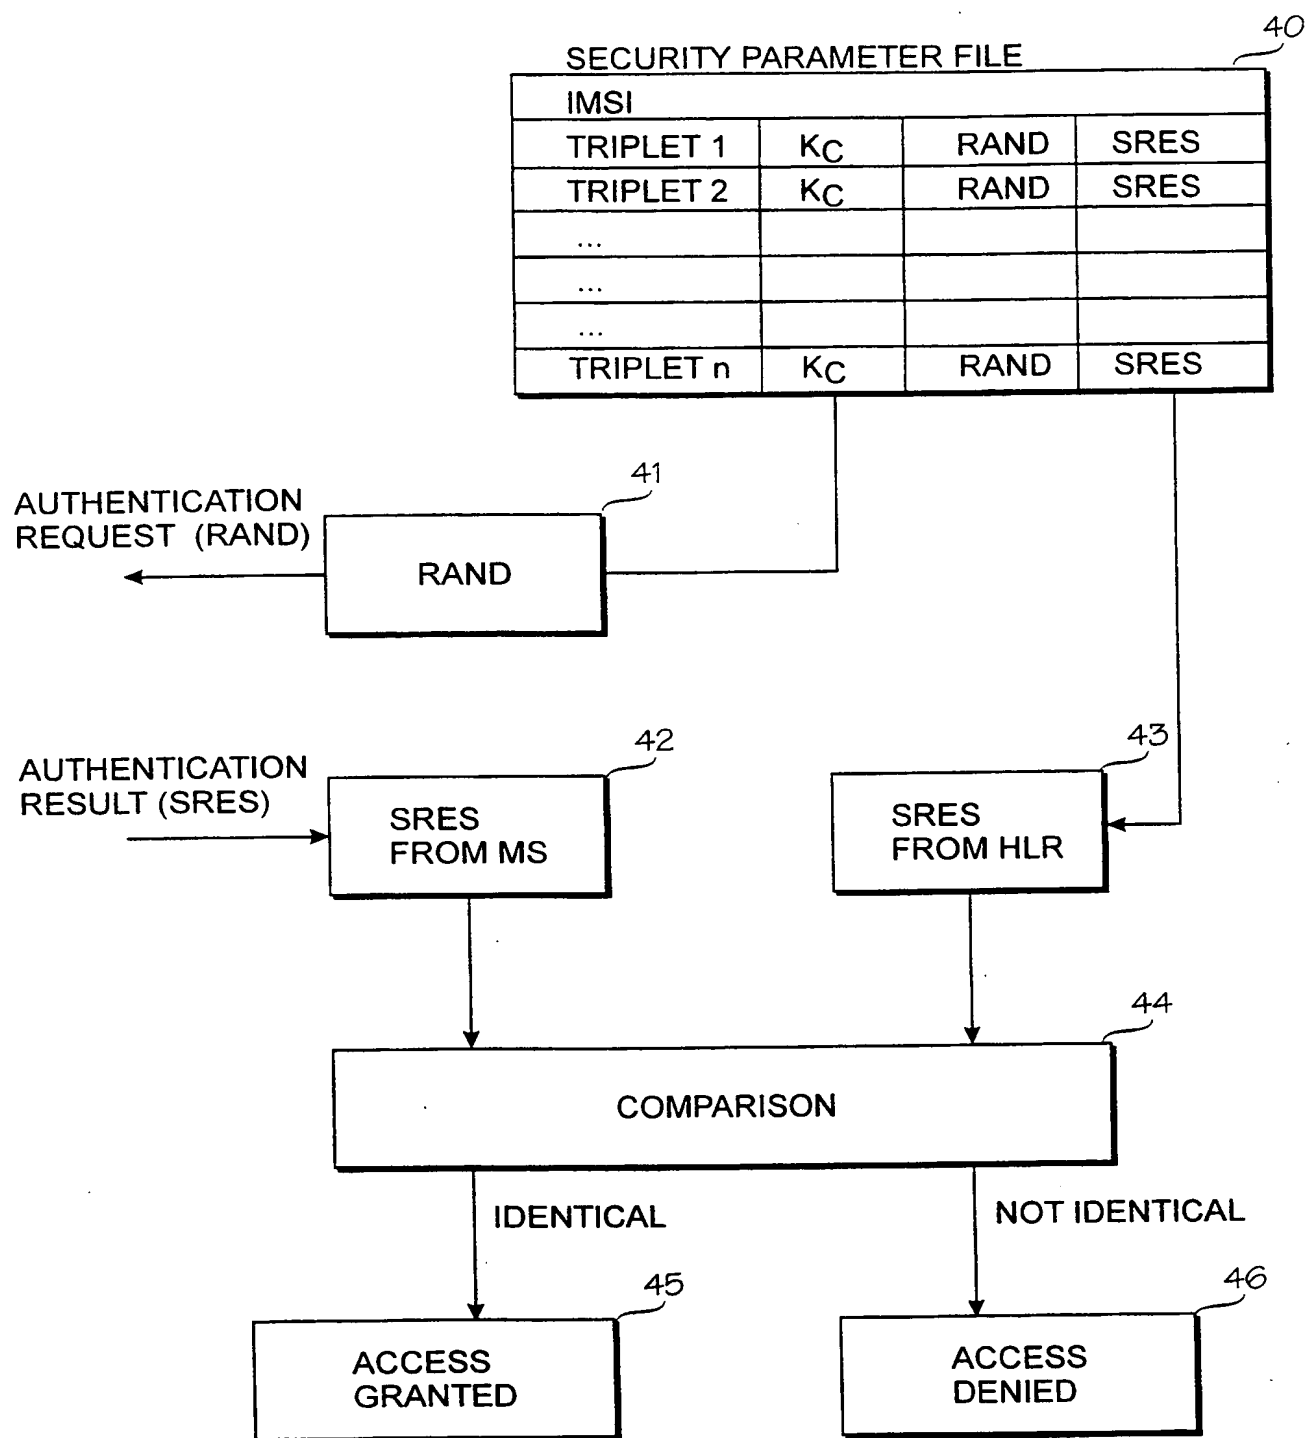 40
SECURITY PARAMETER FILE
IMSI
TRIPLET 1 KC RAND SRES
TRIPLET 2 KC RAND SRES
...
...
...
TRIPLET n KC RAND SRES
41
AUTHENTICATION
REQUEST (RAND)
RAND
42
43
AUTHENTICATION
RESULT (SRES)
SRES
FROM MS
SRES
FROM HLR
44
COMPARISON
IDENTICAL
NOT IDENTICAL
45
46
ACCESS
GRANTED
ACCESS
DENIED